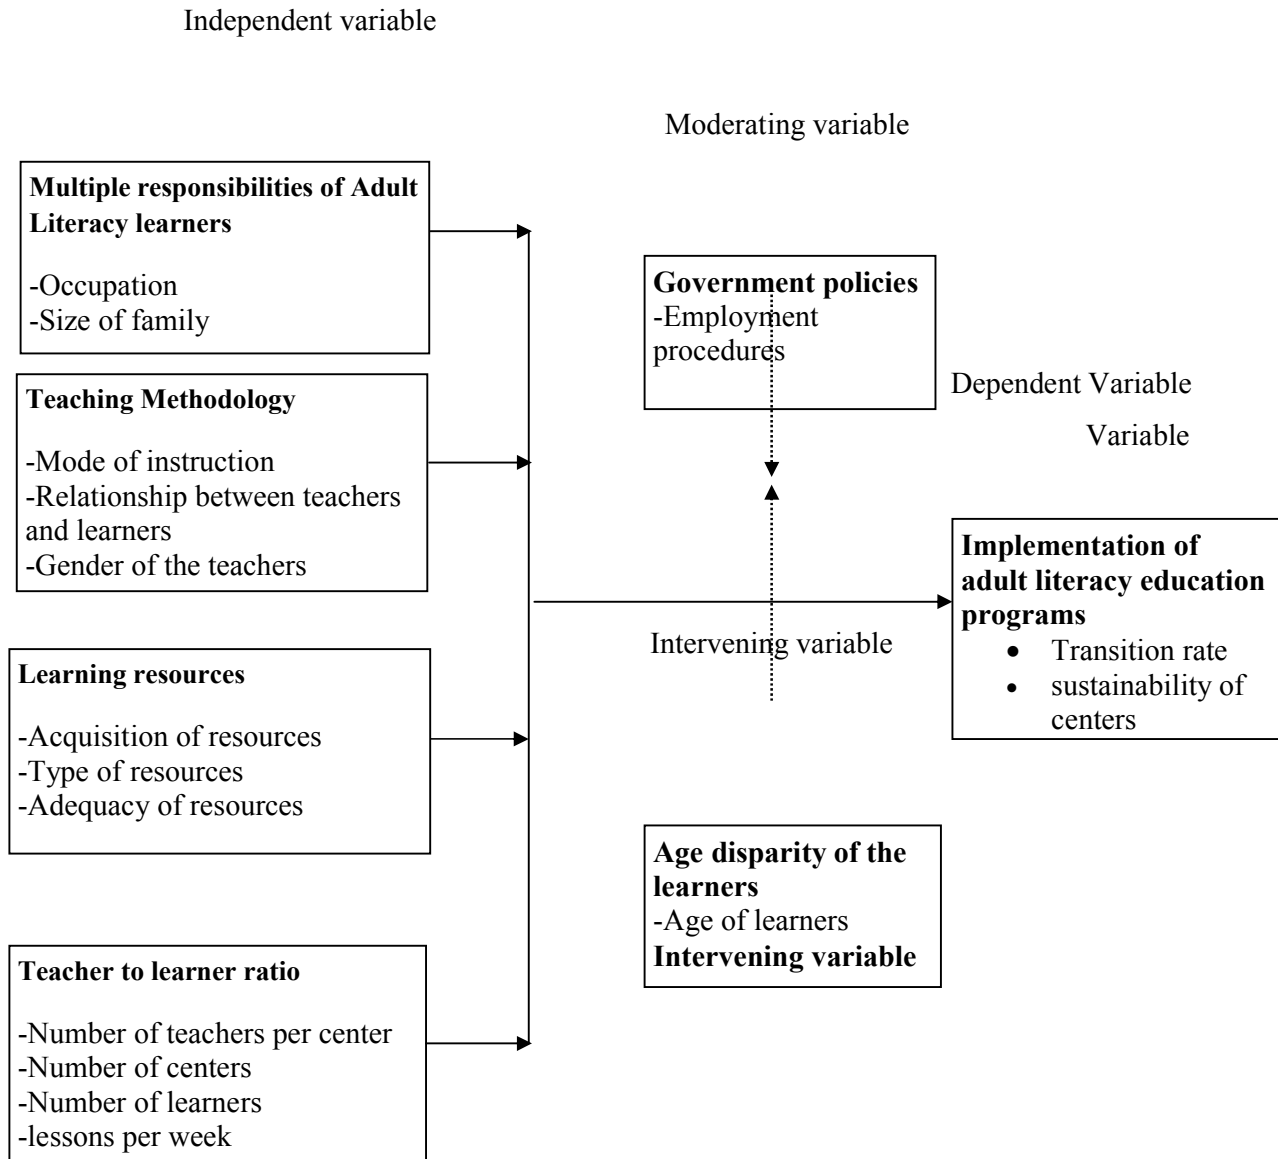 Independent variable
Moderating variable
Multiple responsibilities of Adult
Literacy learners
-Occupation
-Size of family
Government policies
-Employment
procedures
Dependent Variable
Variable
Teaching Methodology
-Mode of instruction
-Relationship between teachers
and learners
-Gender of the teachers
Implementation of
adult literacy education
programs
• Transition rate
• sustainability of
centers
Intervening variable
Learning resources
-Acquisition of resources
-Type of resources
-Adequacy of resources
Age disparity of the
learners
-Age of learners
Intervening variable
Teacher to learner ratio
-Number of teachers per center
-Number of centers
-Number of learners
-lessons per week